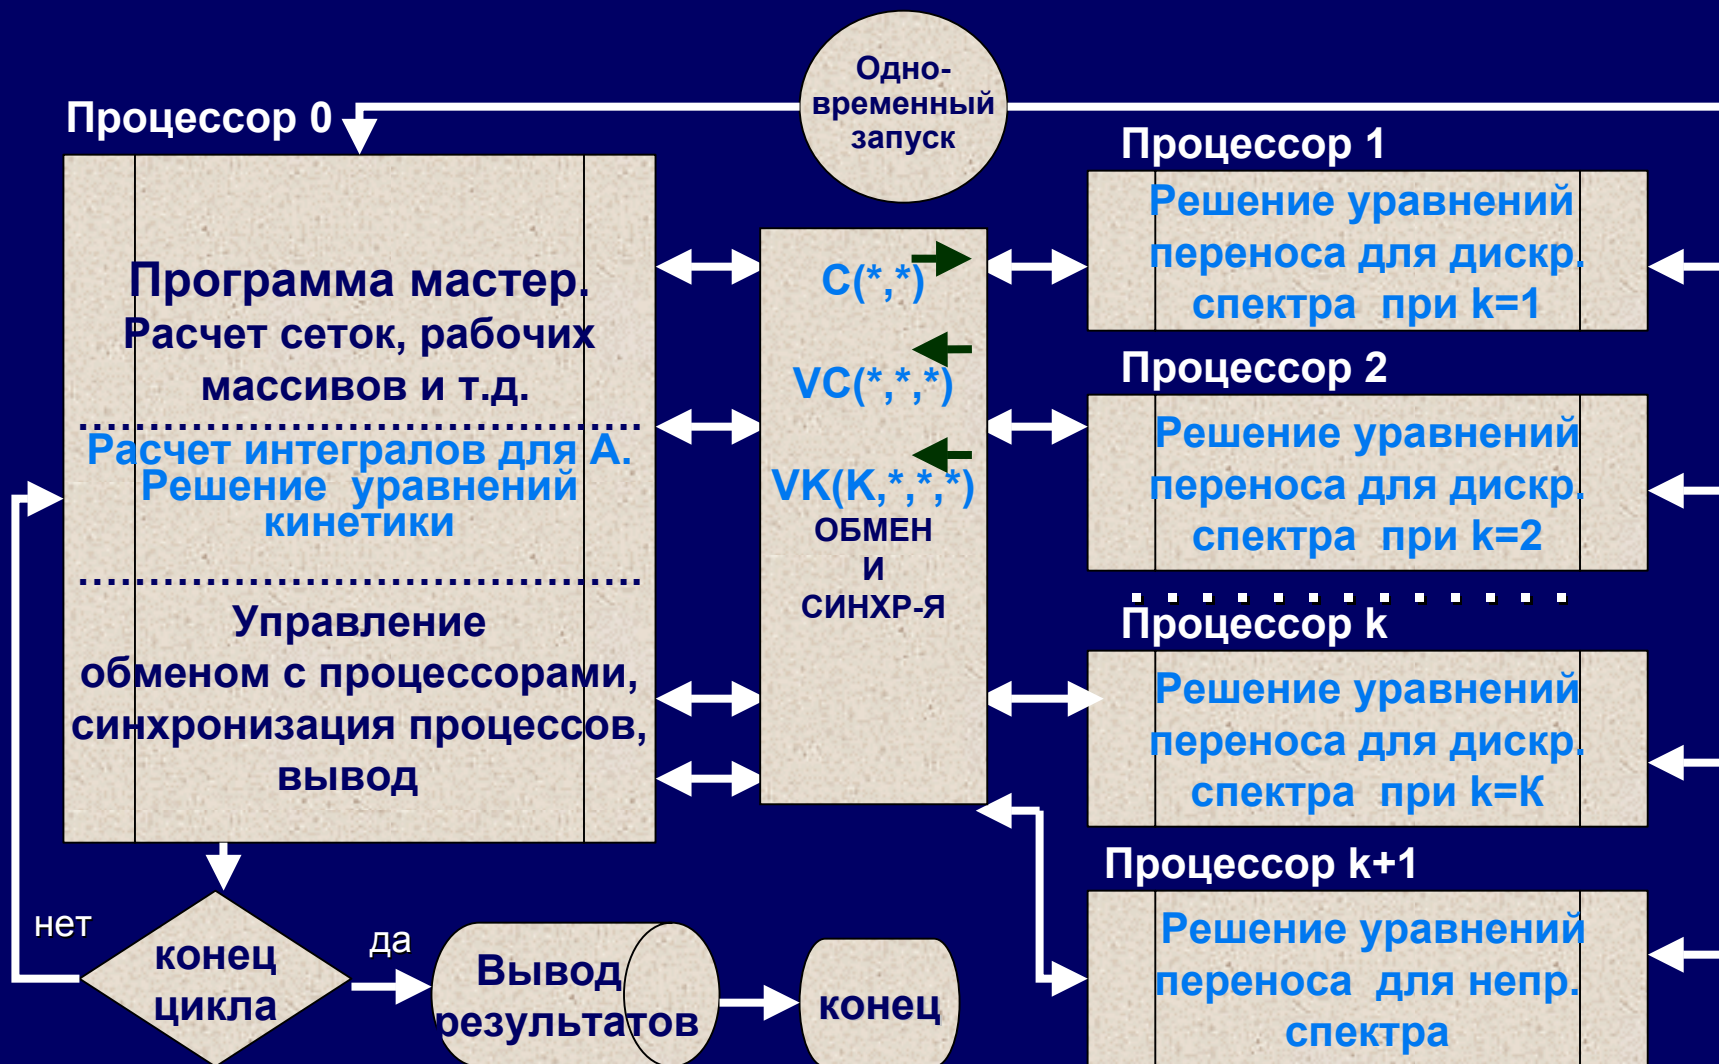 Одно-
временный
запуск
Процессор 0
Программа мастер.
Расчет сеток, рабочих
массивов и т.д.
Расчет интегралов для А.
Решение уравнений
кинетики
Управление
обменом с процессорами,
синхронизация процессов,
вывод
C(*,*)
VC(*,*,*)
VK(K,*,*,*)
ОБМЕН
И
СИНХР-Я
Процессор 1
Решение уравнений
переноса для дискр.
спектра при k=1
Процессор 2
Решение уравнений
переноса для дискр.
спектра при k=2
Процессор k
Решение уравнений
переноса для дискр.
спектра при k=К
Процессор k+1
Решение уравнений
переноса для непр.
спектра
нет
конец
цикла
да
Вывод
результатов
конец